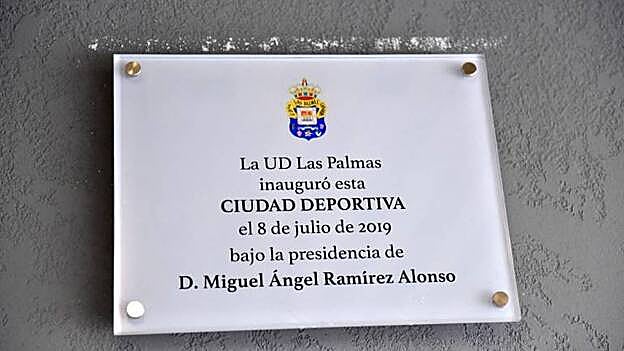 La UD Las Palmas
inauguró esta
CIUDAD DEPORTIVA
el 8 de julio de 2019
bajo la presidencia de
D. Miguel Ángel Ramírez Alonso